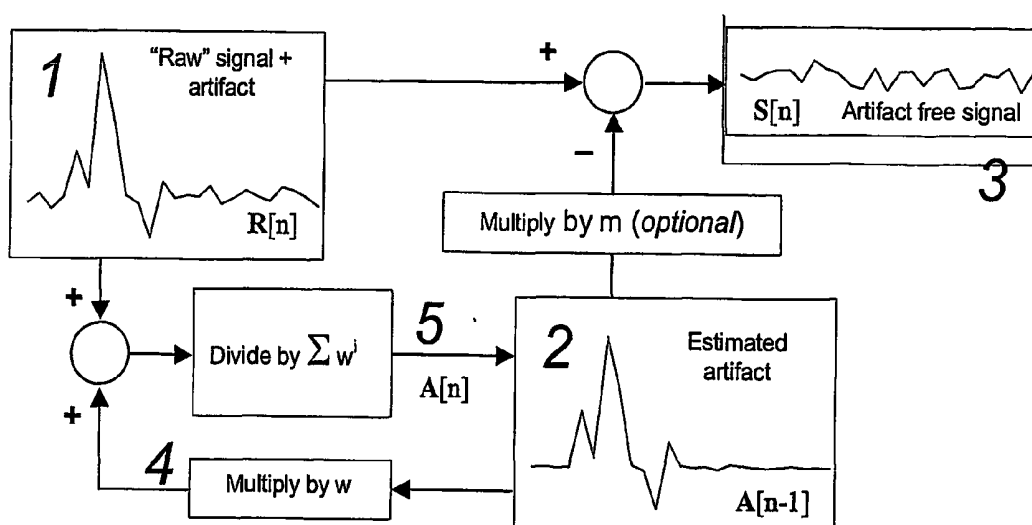 1
“Raw” signal +
artifact
R[n]
+
−
S[n] Artifact free signal
3
Multiply by m (optional)
+
Divide by ∑ wʲ
5
A[n]
2
Estimated
artifact
A[n-1]
+
4
Multiply by w